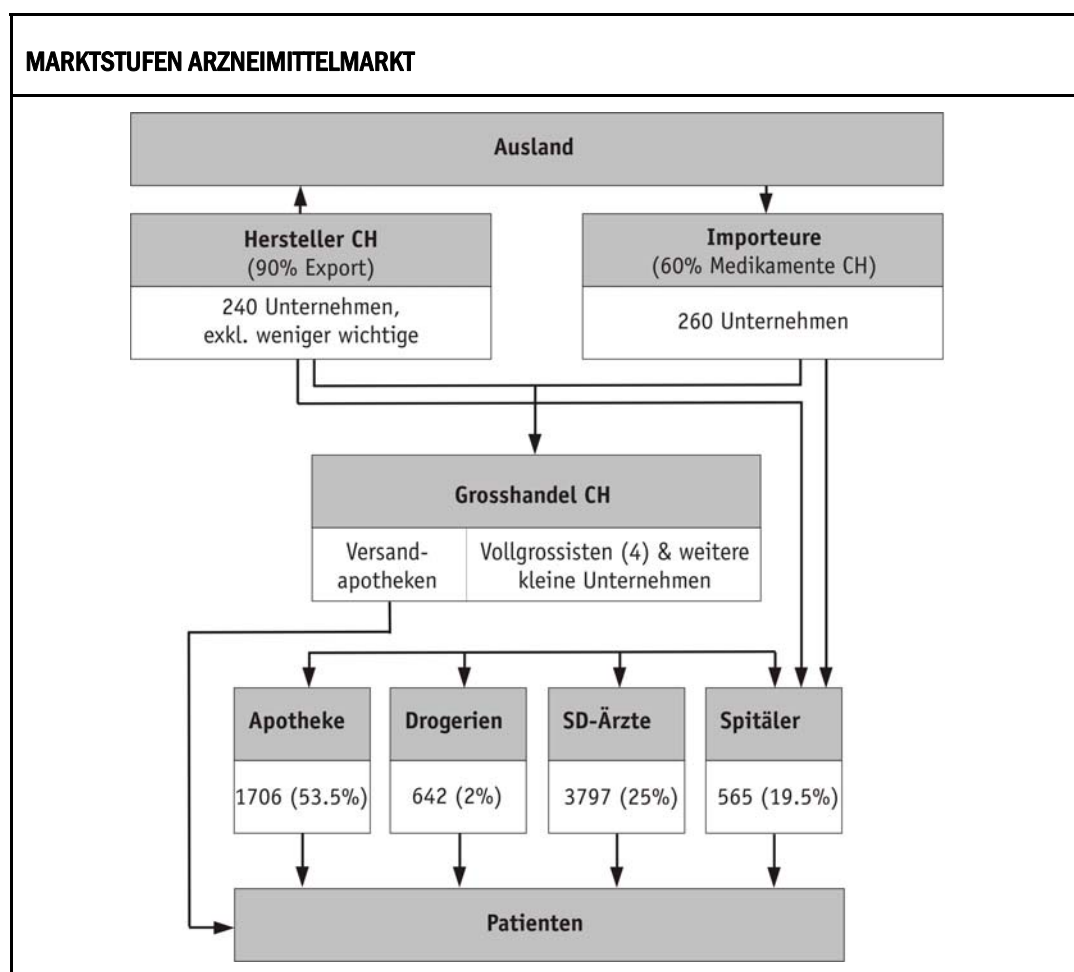 MARKTSTUFEN ARZNEIMITTELMARKT
Ausland
Hersteller CH
(90% Export)
240 Unternehmen,
exkl. weniger wichtige
Importeure
(60% Medikamente CH)
260 Unternehmen
Grosshandel CH
Versand-
apotheken
Vollgrossisten (4) & weitere
kleine Unternehmen
Apotheke
1706 (53.5%)
Drogerien
642 (2%)
SD-Ärzte
3797 (25%)
Spitäler
565 (19.5%)
Patienten